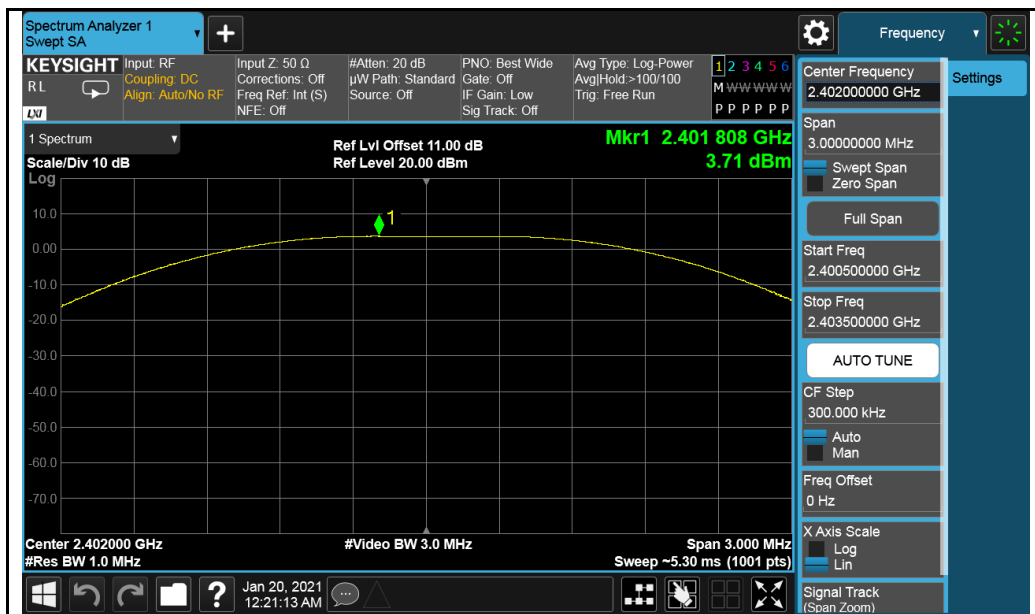 Spectrum Analyzer 1
Swept SA
+
Frequency
KEYSIGHT
RL
LXI
Input: RF
Coupling: DC
Align: Auto/No RF
Input Z: 50 Ω
Corrections: Off
Freq Ref: Int (S)
NFE: Off
#Atten: 20 dB
µW Path: Standard
Source: Off
PNO: Best Wide
Gate: Off
IF Gain: Low
Sig Track: Off
Avg Type: Log-Power
Avg|Hold:>100/100
Trig: Free Run
1 2 3 4 5 6
M W W W W W
P P P P P P
1 Spectrum
Scale/Div 10 dB
Log
Ref Lvl Offset 11.00 dB
Ref Level 20.00 dBm
Mkr1 2.401 808 GHz
3.71 dBm
10.0
0.00
-10.0
-20.0
-30.0
-40.0
-50.0
-60.0
-70.0
1
Center 2.402000 GHz
#Res BW 1.0 MHz
#Video BW 3.0 MHz
Span 3.000 MHz
Sweep ~5.30 ms (1001 pts)
Center Frequency
2.402000000 GHz
Settings
Span
3.00000000 MHz
Swept Span
Zero Span
Full Span
Start Freq
2.400500000 GHz
Stop Freq
2.403500000 GHz
AUTO TUNE
CF Step
300.000 kHz
Auto
Man
Freq Offset
0 Hz
X Axis Scale
Log
Lin
Signal Track
(Span Zoom)
?
Jan 20, 2021
12:21:13 AM